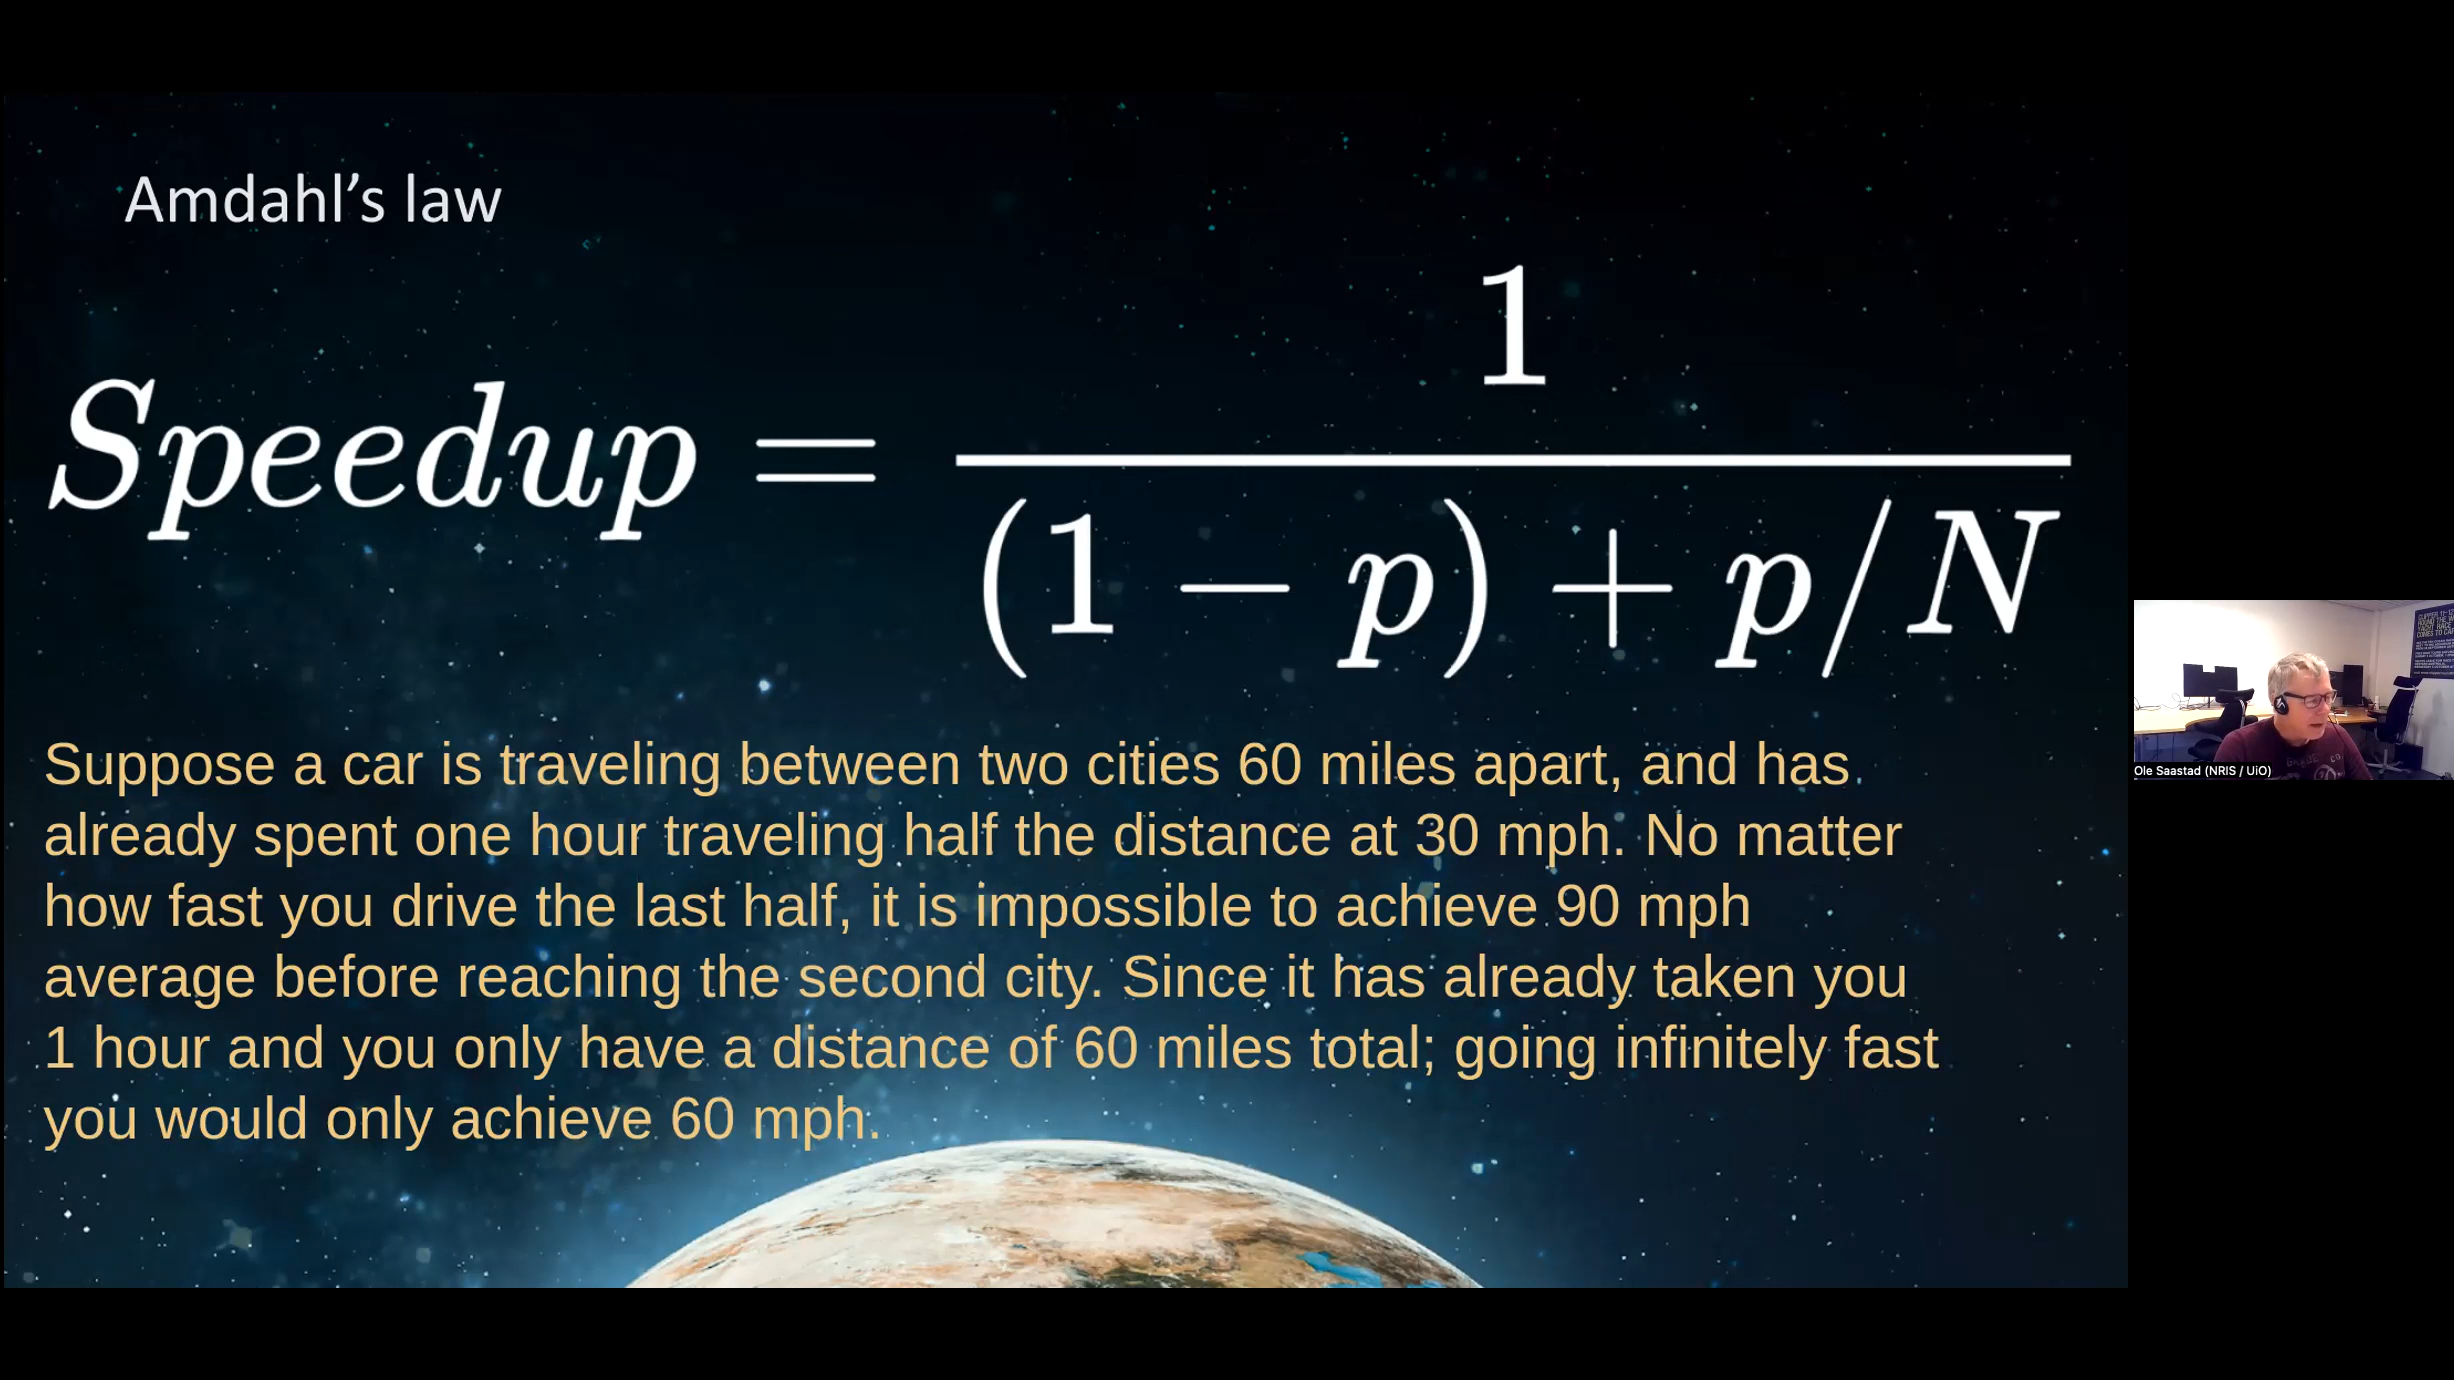 Amdahl’s law
Speedup = 1 / ((1 − p) + p/N)
Suppose a car is traveling between two cities 60 miles apart, and has
already spent one hour traveling half the distance at 30 mph. No matter
how fast you drive the last half, it is impossible to achieve 90 mph
average before reaching the second city. Since it has already taken you
1 hour and you only have a distance of 60 miles total; going infinitely fast
you would only achieve 60 mph.
Ole Saastad (NRIS / UiO)